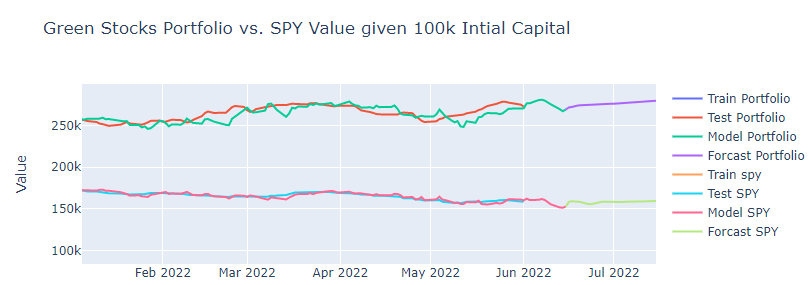 Green Stocks Portfolio vs. SPY Value given 100k Intial Capital
Value
250k
200k
150k
100k
Feb 2022
Mar 2022
Apr 2022
May 2022
Jun 2022
Jul 2022
Train Portfolio
Test Portfolio
Model Portfolio
Forcast Portfolio
Train spy
Test SPY
Model SPY
Forcast SPY